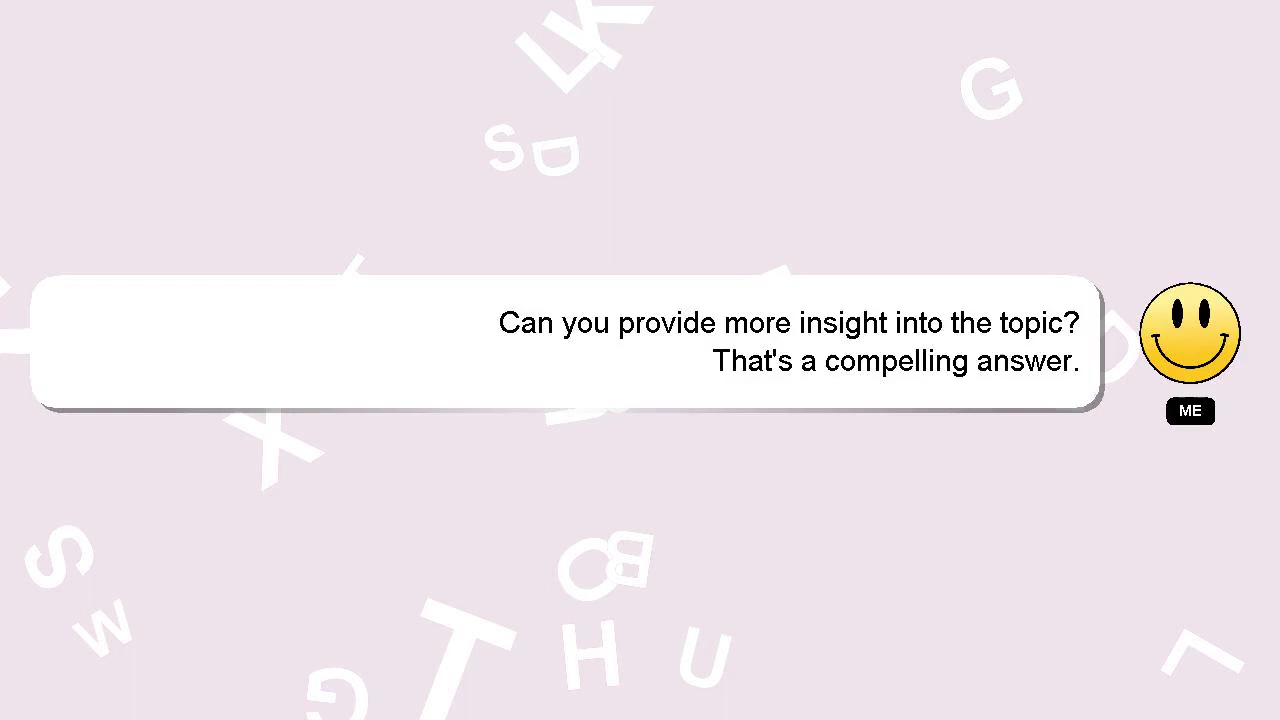 Can you provide more insight into the topic?
That's a compelling answer.
ME
L
K
G
S
D
X
S
W
C
B
T
H
U
G
L
D